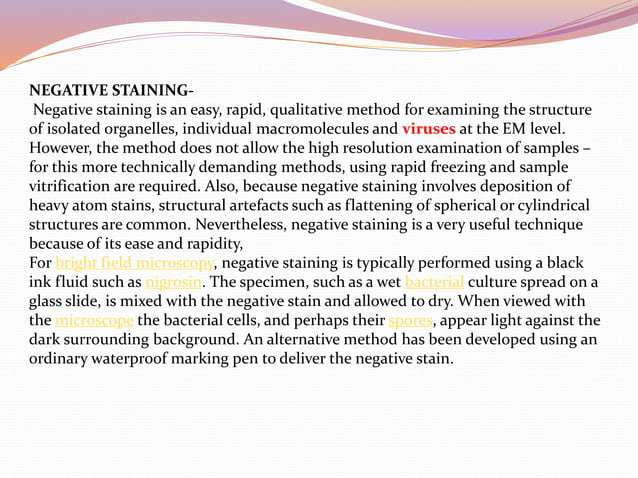 NEGATIVE STAINING-
Negative staining is an easy, rapid, qualitative method for examining the structure
of isolated organelles, individual macromolecules and viruses at the EM level.
However, the method does not allow the high resolution examination of samples –
for this more technically demanding methods, using rapid freezing and sample
vitrification are required. Also, because negative staining involves deposition of
heavy atom stains, structural artefacts such as flattening of spherical or cylindrical
structures are common. Nevertheless, negative staining is a very useful technique
because of its ease and rapidity,
For bright field microscopy, negative staining is typically performed using a black
ink fluid such as nigrosin. The specimen, such as a wet bacterial culture spread on a
glass slide, is mixed with the negative stain and allowed to dry. When viewed with
the microscope the bacterial cells, and perhaps their spores, appear light against the
dark surrounding background. An alternative method has been developed using an
ordinary waterproof marking pen to deliver the negative stain.